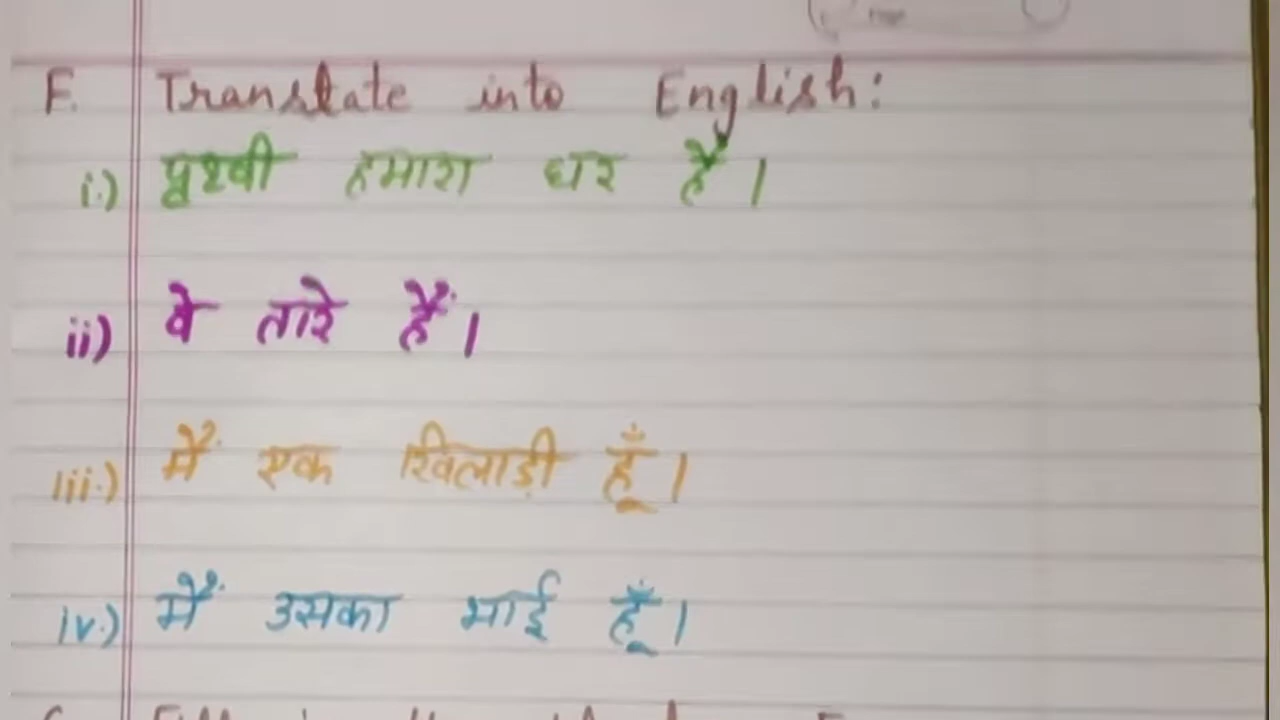 F. Translate into English:
i.) पृथ्वी हमारा घर है।
ii) वे तारे हैं।
iii.) मैं एक खिलाड़ी हूँ।
iv.) मैं उसका भाई हूँ।